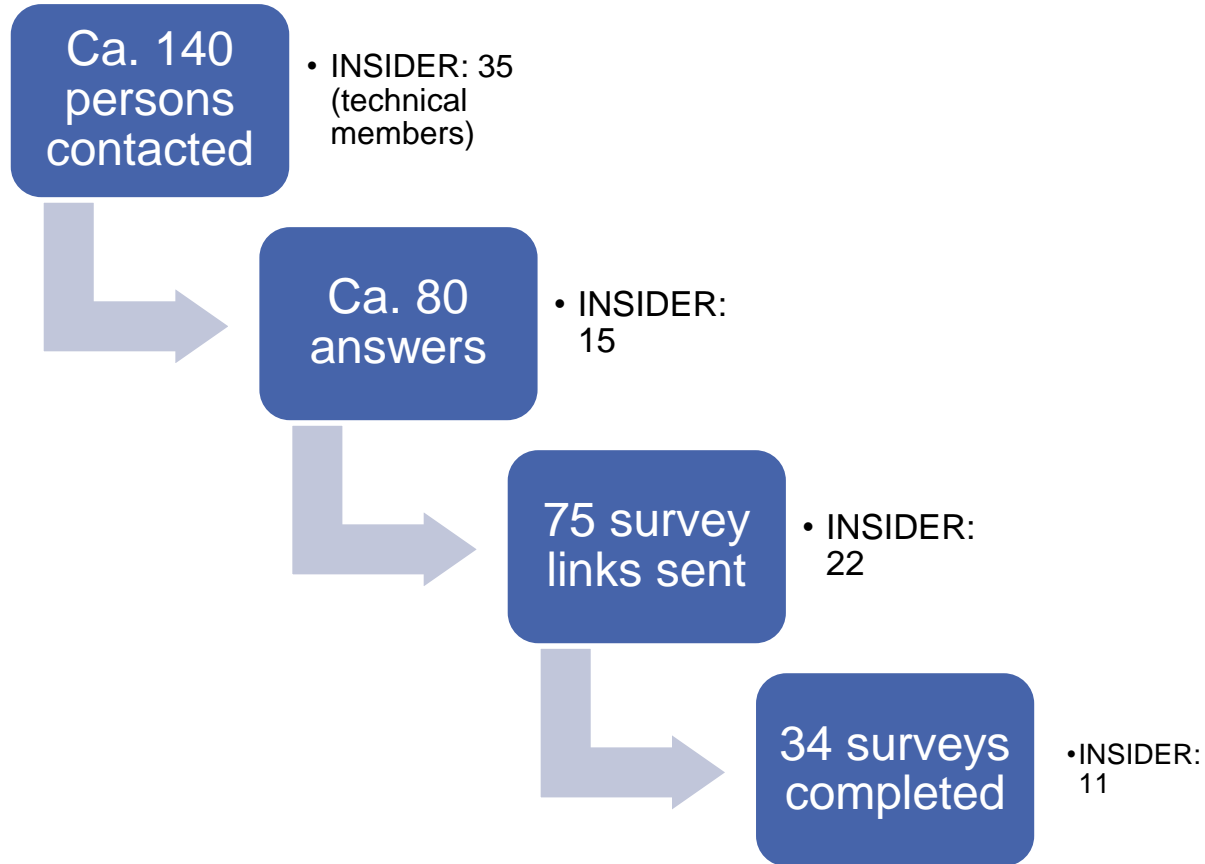 Ca. 140
persons
contacted
• INSIDER: 35
(technical
members)
Ca. 80
answers
• INSIDER:
15
75 survey
links sent
• INSIDER:
22
34 surveys
completed
•INSIDER:
11